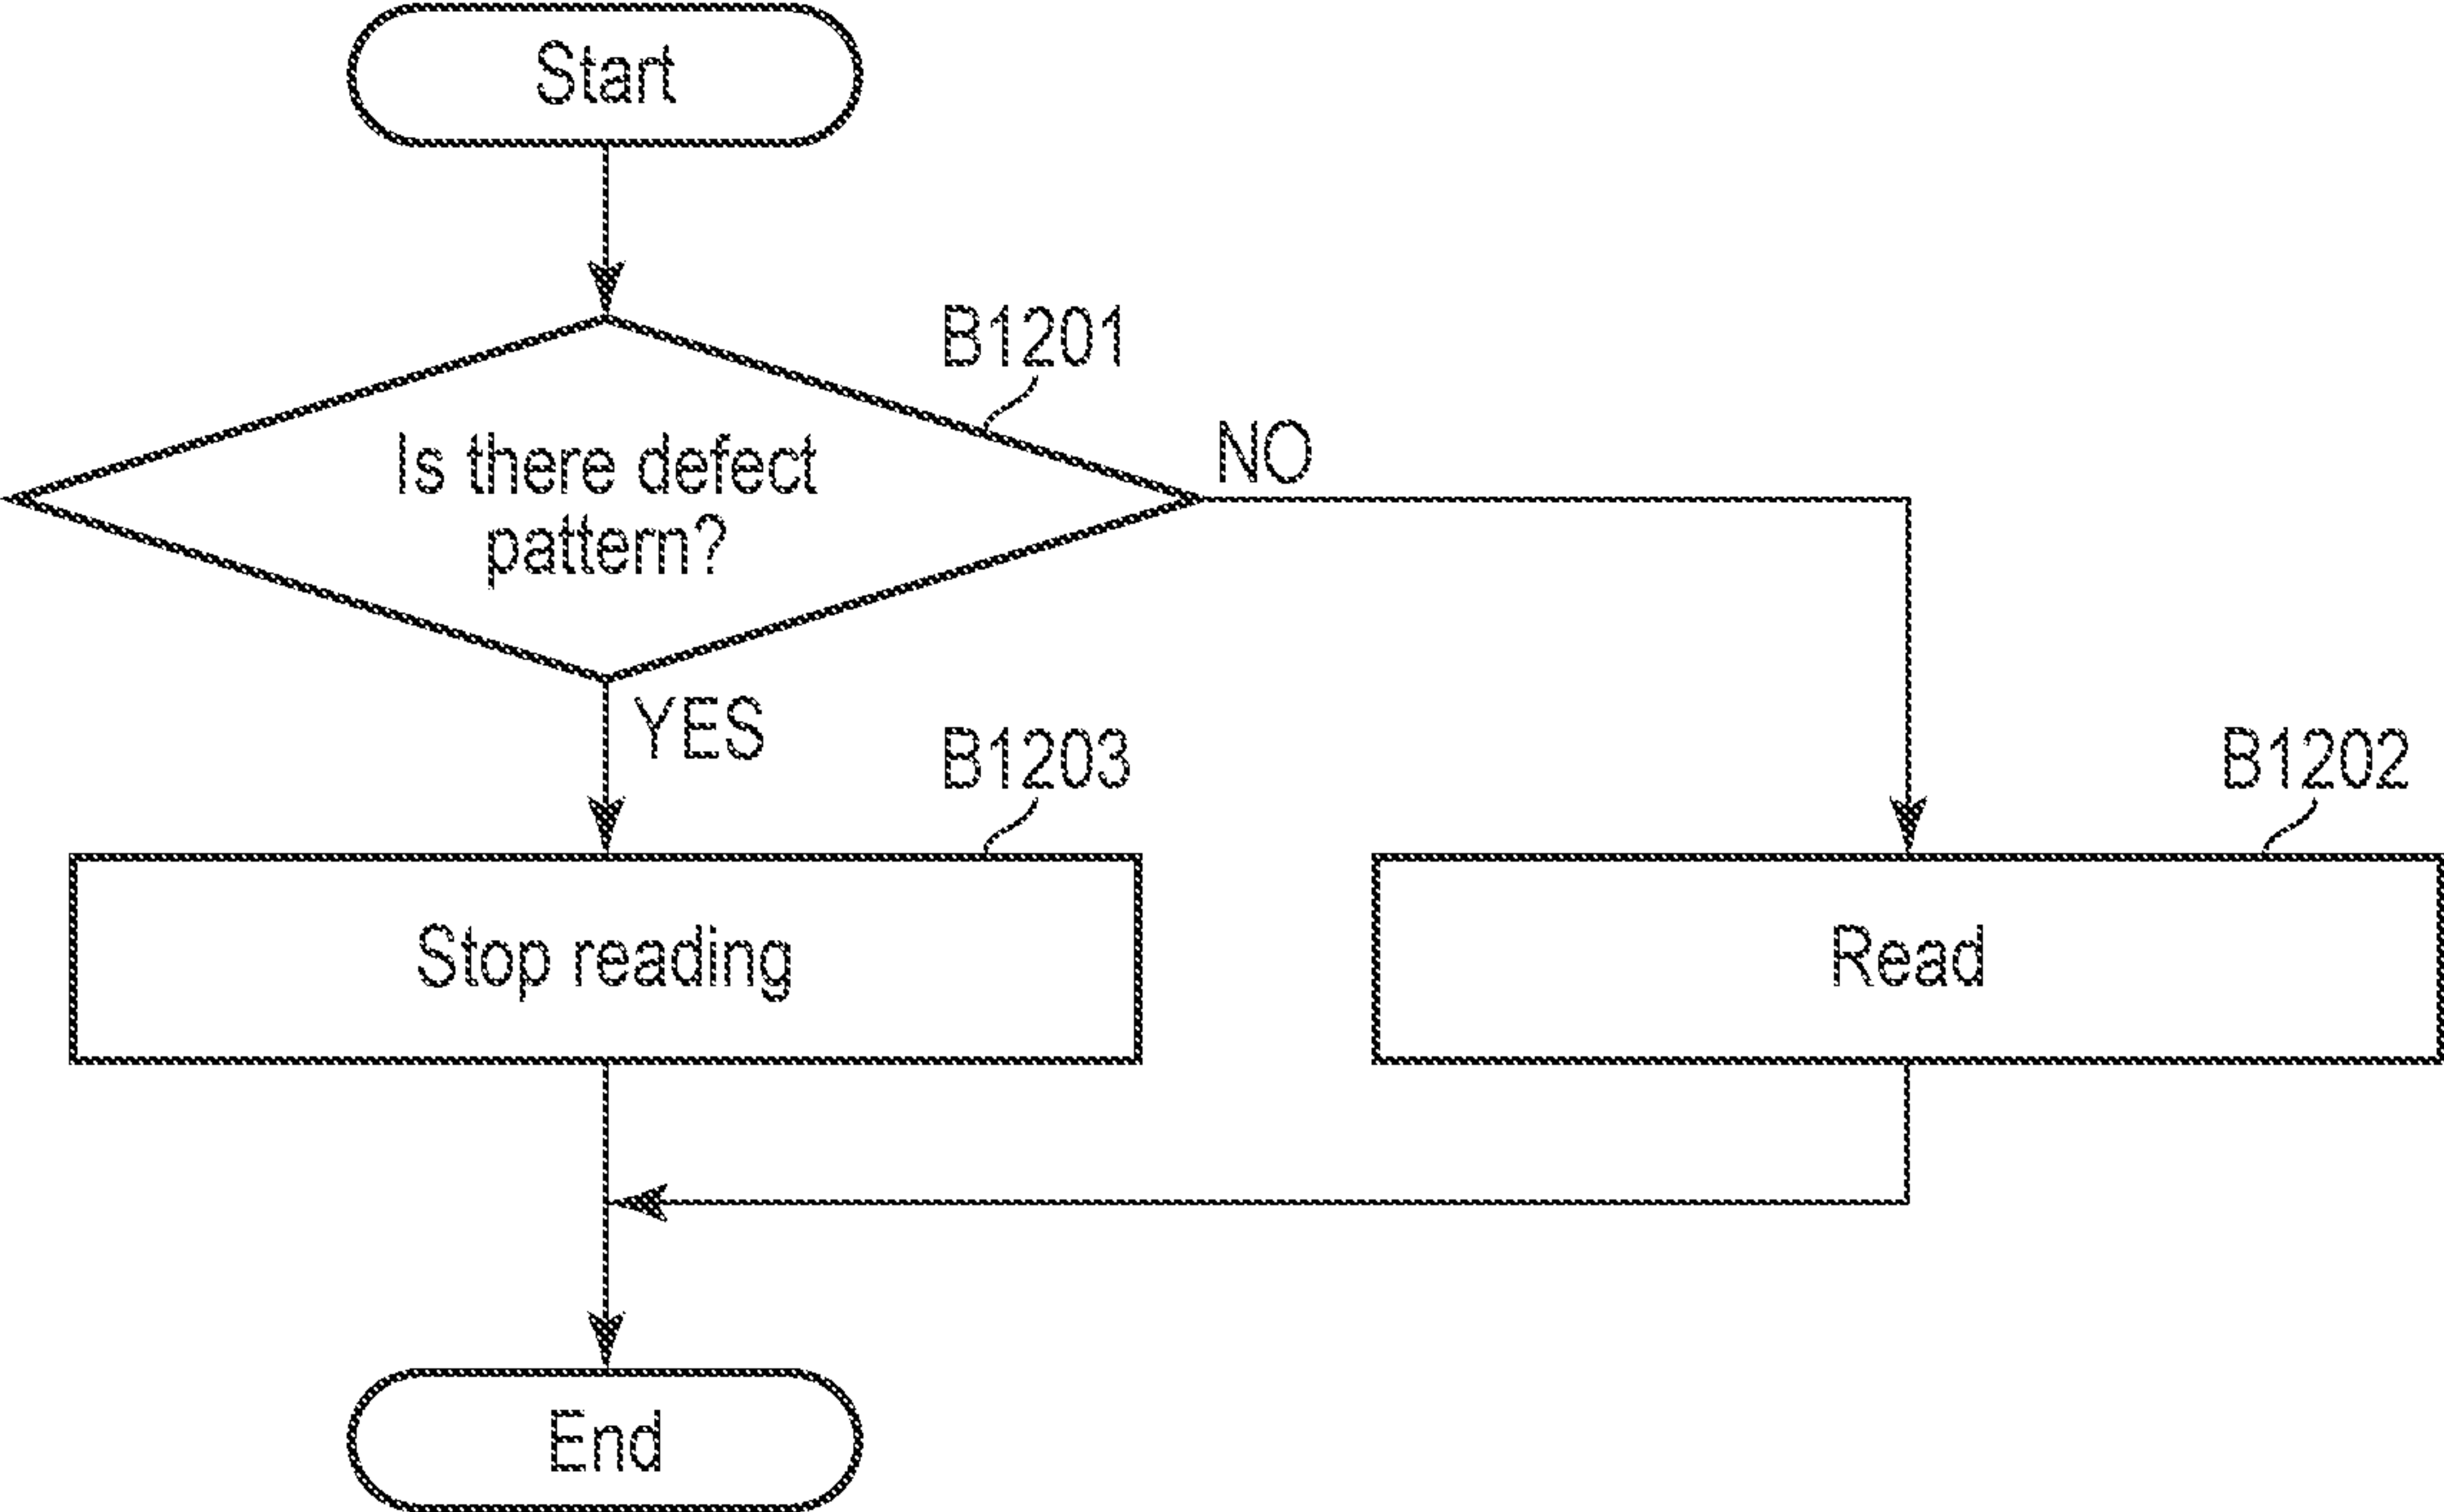 Start
B1201
Is there defect
pattern?
NO
YES
B1203
B1202
Stop reading
Read
End